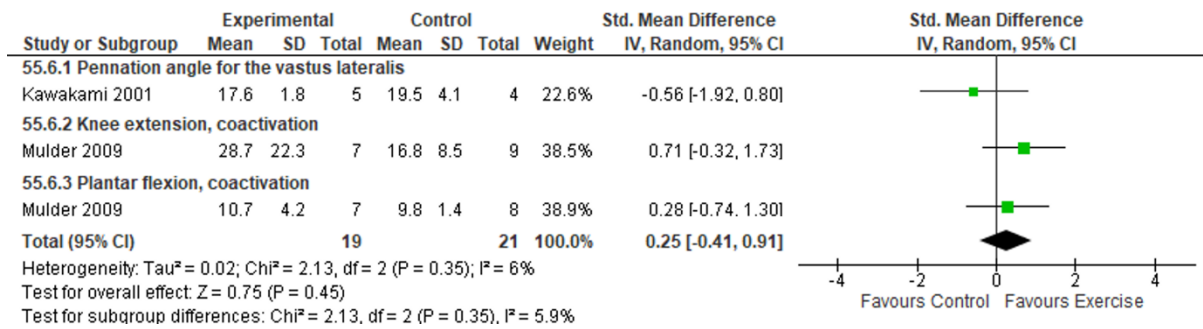 Experimental Control Std. Mean Difference Std. Mean Difference
Study or Subgroup Mean SD Total Mean SD Total Weight IV, Random, 95% CI IV, Random, 95% CI
55.6.1 Pennation angle for the vastus lateralis
Kawakami 2001 17.6 1.8 5 19.5 4.1 4 22.6% -0.56 [-1.92, 0.80]
55.6.2 Knee extension, coactivation
Mulder 2009 28.7 22.3 7 16.8 8.5 9 38.5% 0.71 [-0.32, 1.73]
55.6.3 Plantar flexion, coactivation
Mulder 2009 10.7 4.2 7 9.8 1.4 8 38.9% 0.28 [-0.74, 1.30]
Total (95% CI) 19 21 100.0% 0.25 [-0.41, 0.91]
Heterogeneity: Tau² = 0.02; Chi² = 2.13, df = 2 (P = 0.35); I² = 6%
Test for overall effect: Z = 0.75 (P = 0.45)
Test for subgroup differences: Chi² = 2.13, df = 2 (P = 0.35), I² = 5.9%
-4 -2 0 2 4
Favours Control Favours Exercise